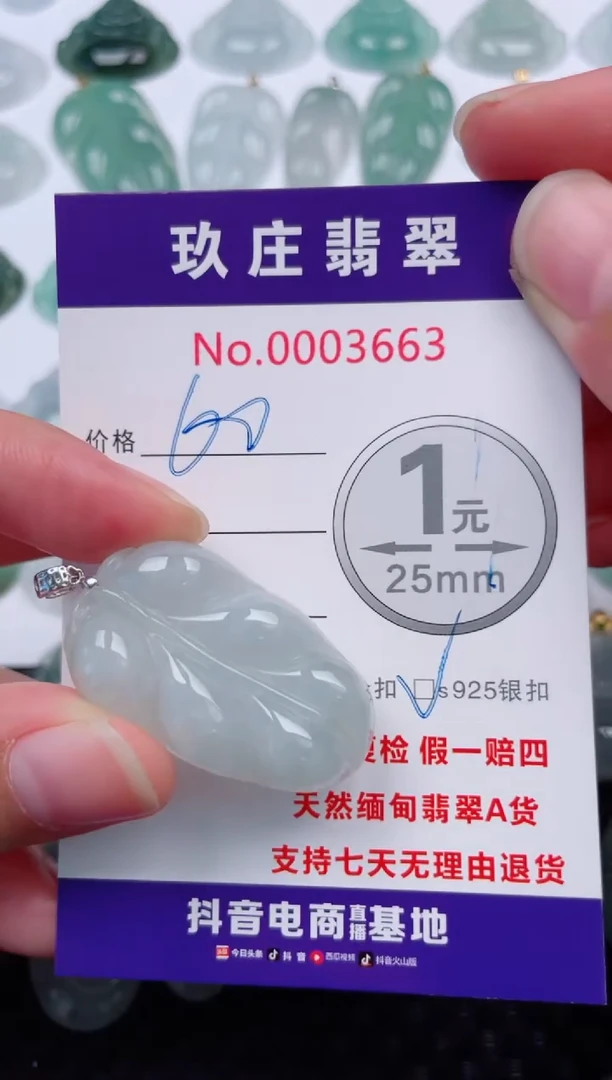 玖庄翡翠
No.0003663
价格 60
1元
25mm
扣 □s925银扣
复检 假一赔四
天然缅甸翡翠A货
支持七天无理由退货
抖音电商直播基地
今日头条 抖音 西瓜视频 抖音火山版